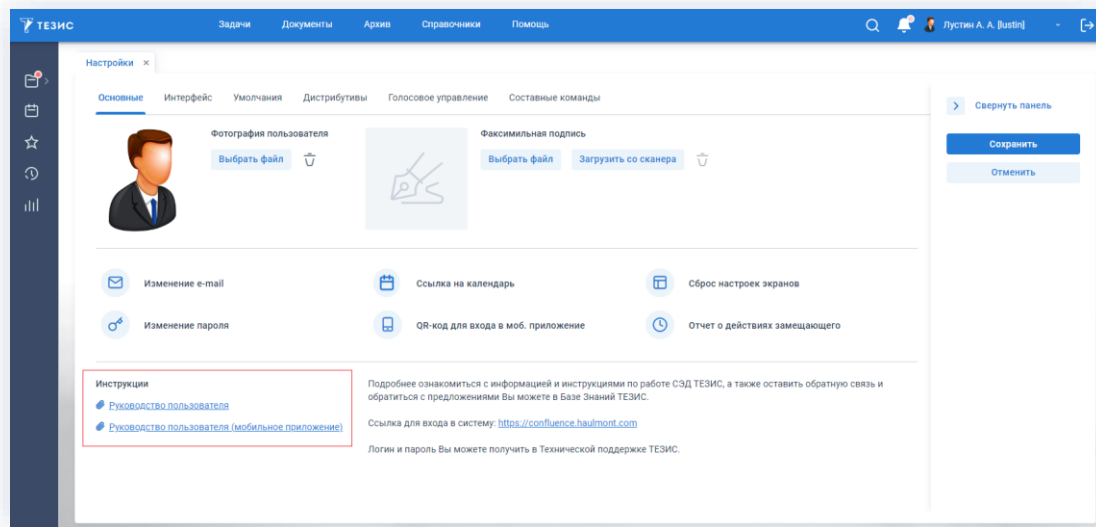 ТЕЗИС
Задачи Документы Архив Справочники Помощь
Лустин А. А. [lustin]
Настройки ×
Основные Интерфейс Умолчания Дистрибутивы Голосовое управление Составные команды
Свернуть панель
Фотография пользователя Факсимильная подпись
Сохранить
Выбрать файл Выбрать файл Загрузить со сканера
Отменить
Изменение e-mail Ссылка на календарь Сброс настроек экранов
Изменение пароля QR-код для входа в моб. приложение Отчет о действиях замещающего
Инструкции
Руководство пользователя
Руководство пользователя (мобильное приложение)
Подробнее ознакомиться с информацией и инструкциями по работе СЭД ТЕЗИС, а также оставить обратную связь и
обратиться с предложениями Вы можете в Базе Знаний ТЕЗИС.
Ссылка для входа в систему: https://confluence.haulmont.com
Логин и пароль Вы можете получить в Технической поддержке ТЕЗИС.